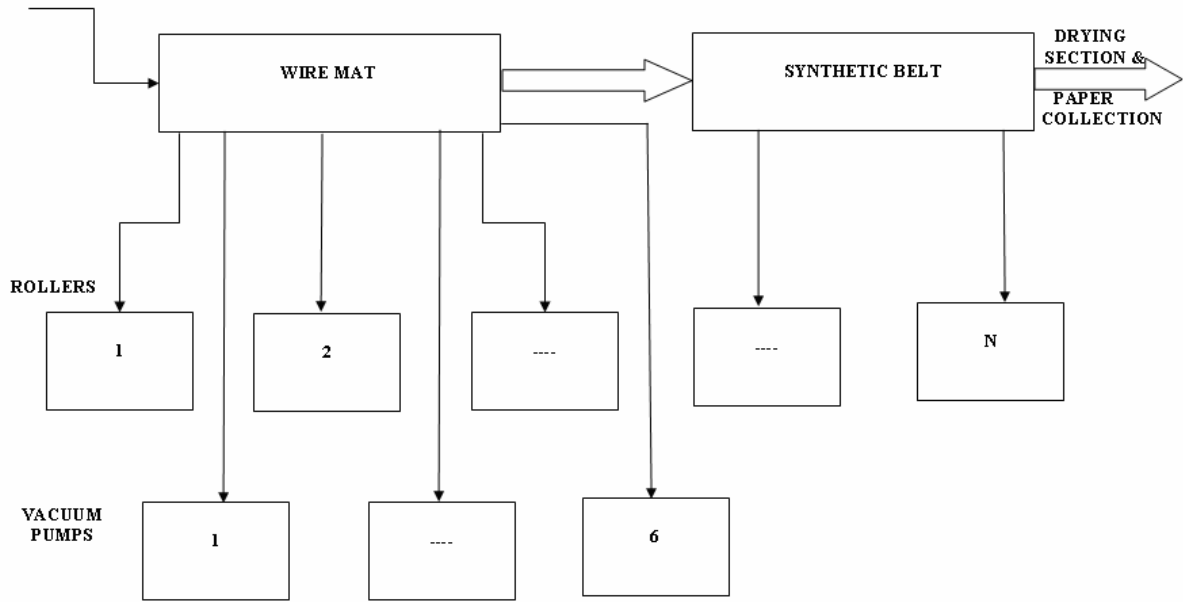 WIRE MAT
SYNTHETIC BELT
DRYING
SECTION &
PAPER
COLLECTION
ROLLERS
1
2
----
----
N
VACUUM
PUMPS
1
----
6